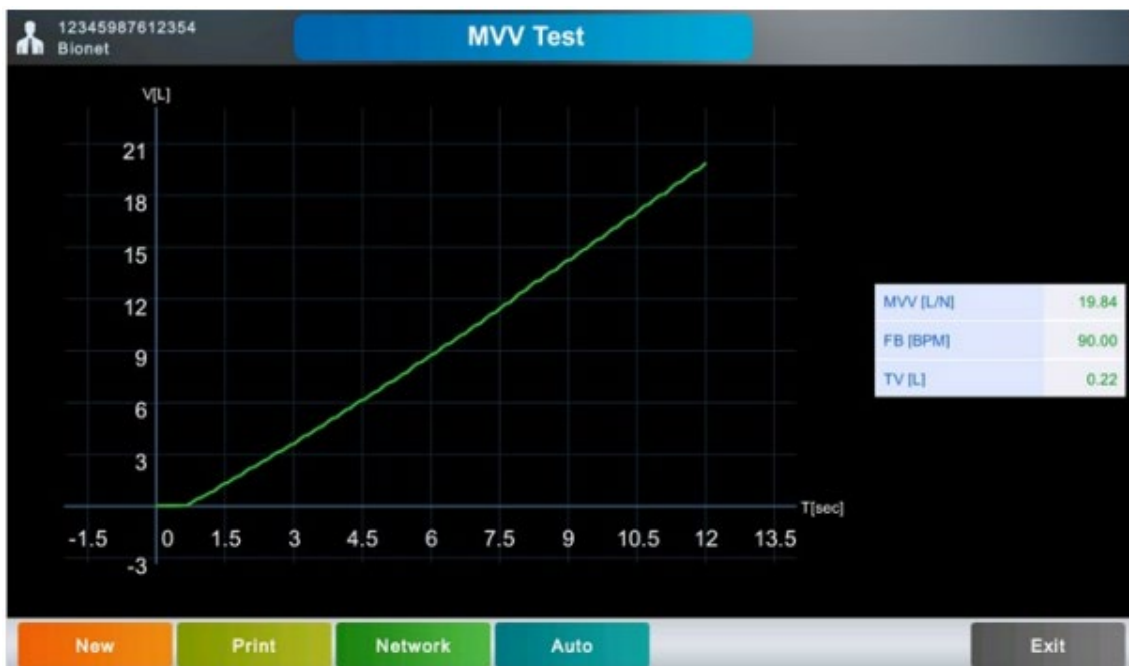 12345987612354
Bionet
MVV Test
V[L]
21
18
15
12
9
6
3
T[sec]
-1.5 0 1.5 3 4.5 6 7.5 9 10.5 12 13.5
-3
MVV [L/N] 19.84
FB [BPM] 90.00
TV [L] 0.22
New Print Network Auto Exit